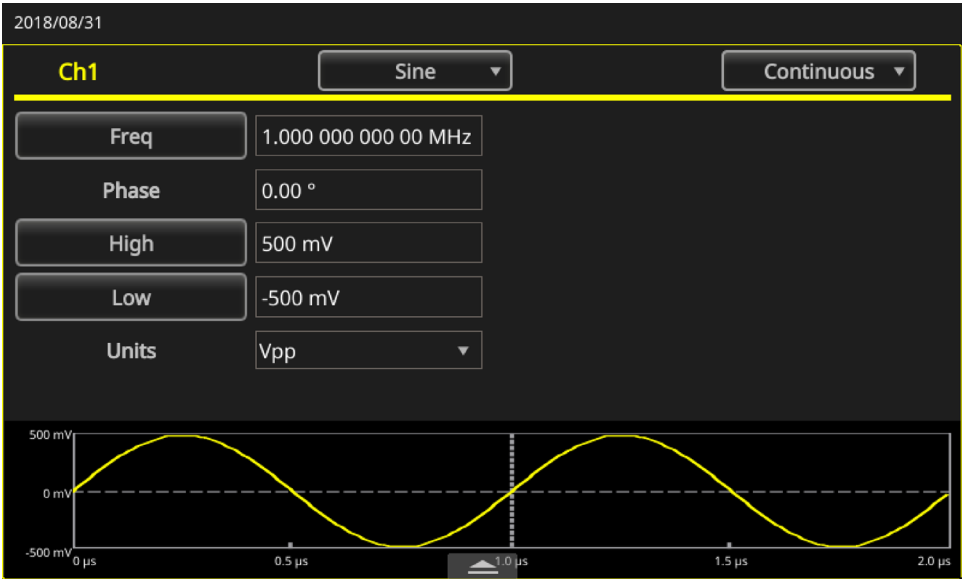 2018/08/31
Ch1 Sine Continuous
Freq 1.000 000 000 00 MHz
Phase 0.00 °
High 500 mV
Low -500 mV
Units Vpp
500 mV
0 mV
-500 mV
0 µs 0.5 µs 1.0 µs 1.5 µs 2.0 µs